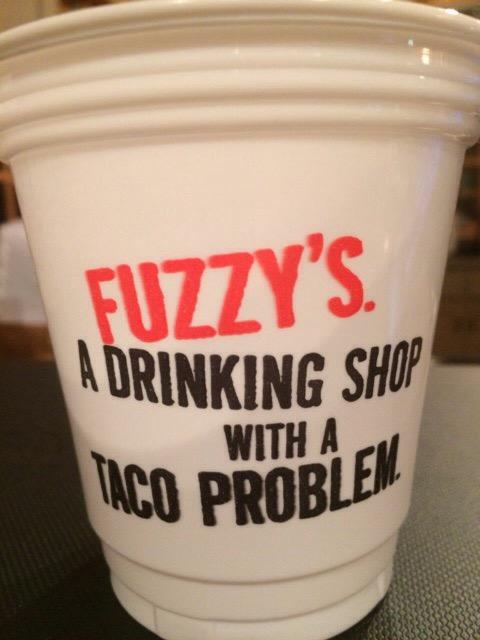 FUZZY'S.
A DRINKING SHOP
WITH A
TACO PROBLEM.